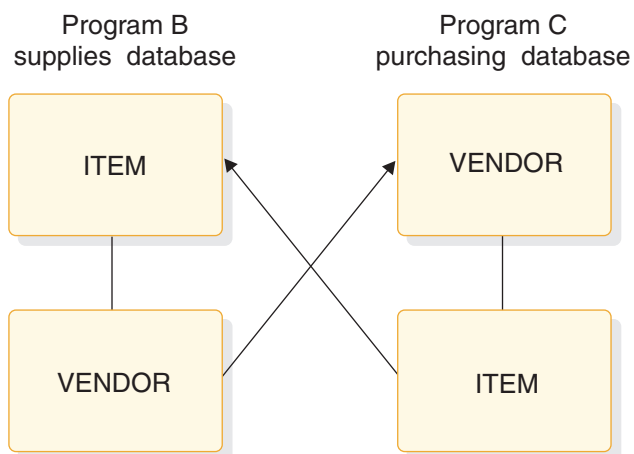 Program B
supplies database
Program C
purchasing database
ITEM
VENDOR
VENDOR
ITEM